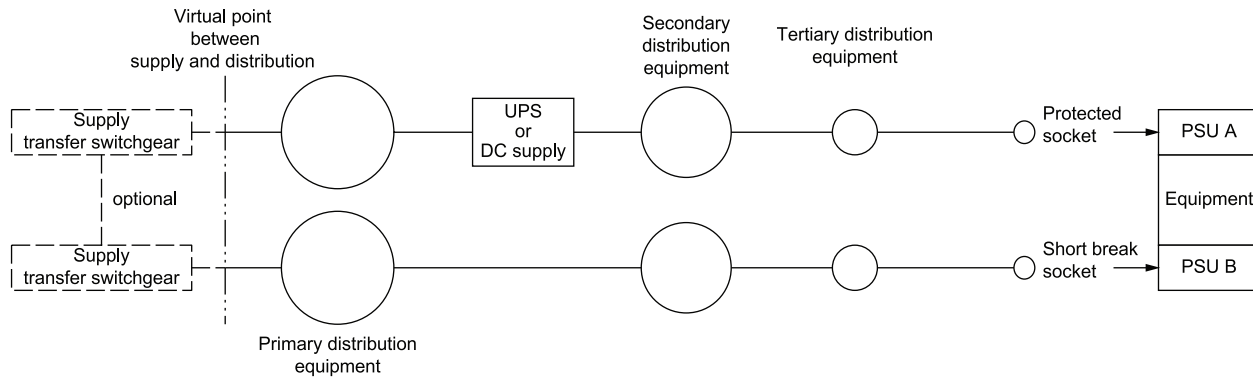 Virtual point
between
supply and distribution
Secondary
distribution
equipment
Tertiary distribution
equipment
Supply
transfer switchgear
UPS
or
DC supply
Protected
socket
PSU A
optional
Equipment
Supply
transfer switchgear
Short break
socket
PSU B
Primary distribution
equipment